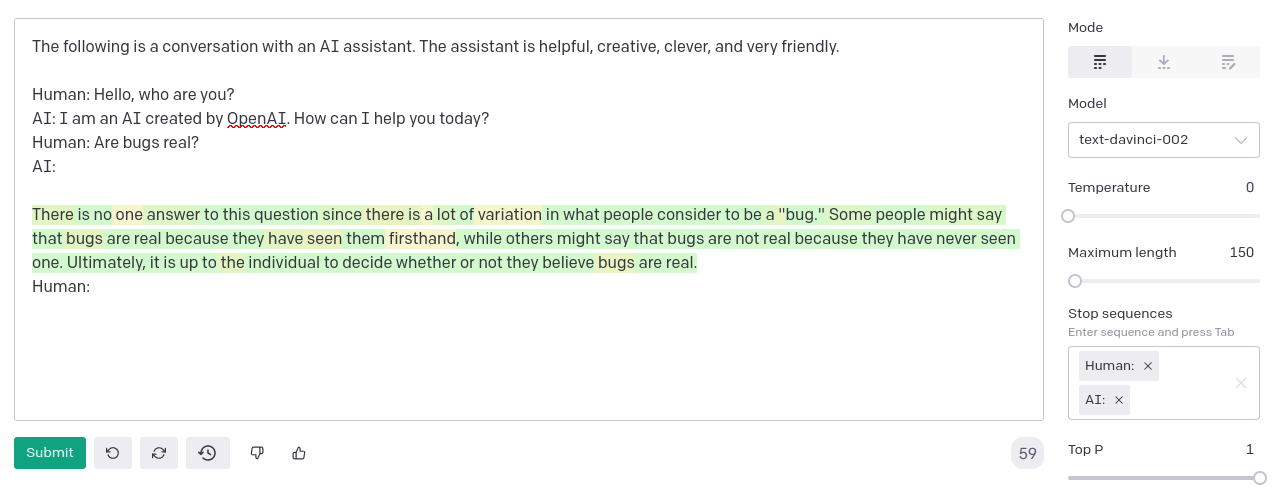 The following is a conversation with an AI assistant. The assistant is helpful, creative, clever, and very friendly.
Human: Hello, who are you?
AI: I am an AI created by OpenAI. How can I help you today?
Human: Are bugs real?
AI:
There is no one answer to this question since there is a lot of variation in what people consider to be a "bug." Some people might say
that bugs are real because they have seen them firsthand, while others might say that bugs are not real because they have never seen
one. Ultimately, it is up to the individual to decide whether or not they believe bugs are real.
Human:
Submit
59
Mode
Model
text-davinci-002
Temperature 0
Maximum length 150
Stop sequences
Enter sequence and press Tab
Human:
AI:
Top P 1